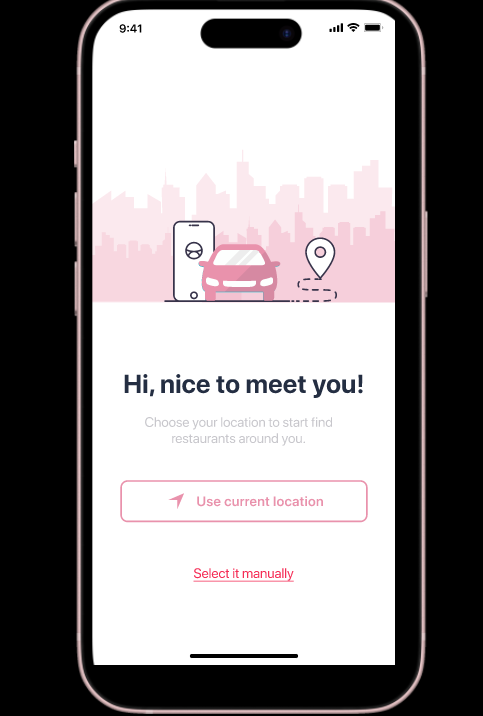 9:41
Hi, nice to meet you!
Choose your location to start find
restaurants around you.
Use current location
Select it manually